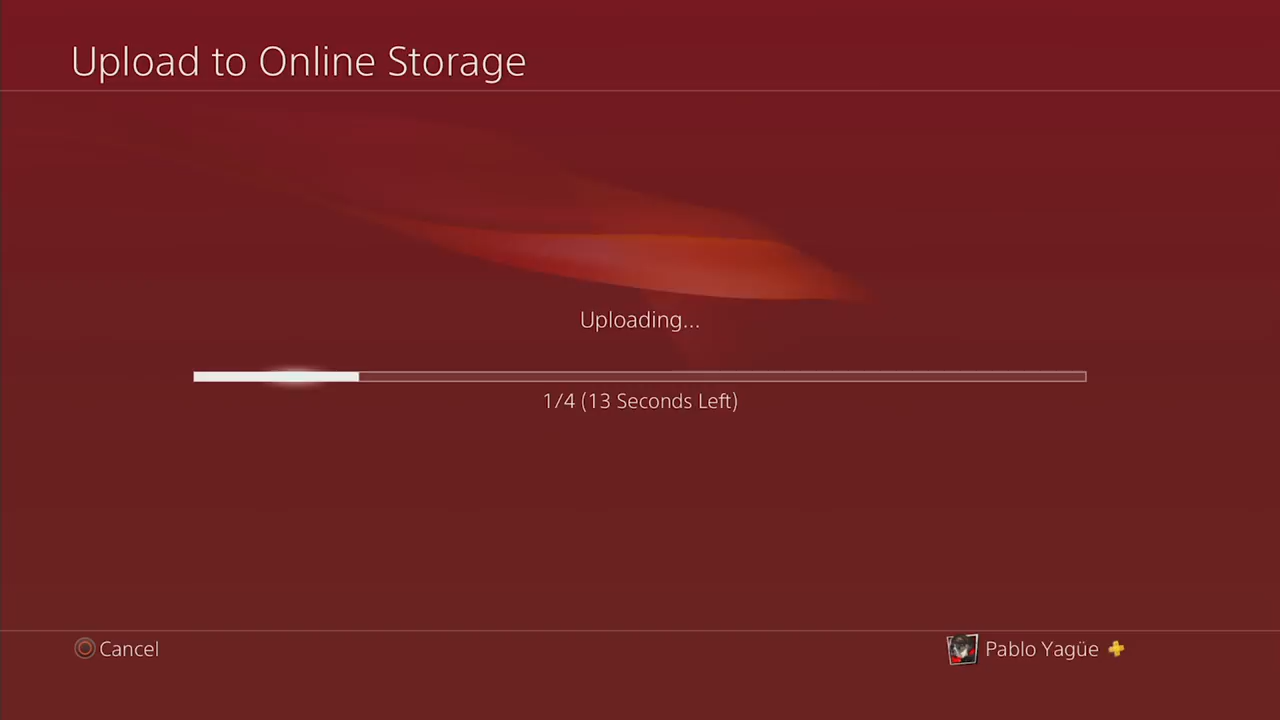 Upload to Online Storage
Uploading...
1/4 (13 Seconds Left)
Cancel
Pablo Yagüe